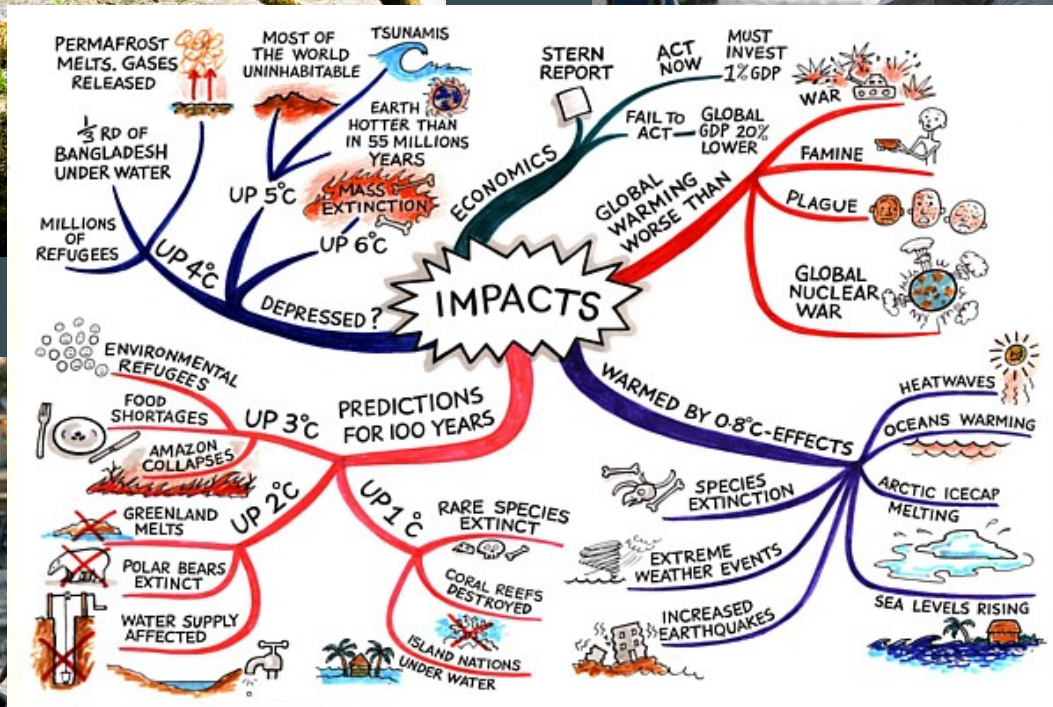 IMPACTS
ECONOMICS
STERN
REPORT
ACT
NOW
MUST
INVEST
1% GDP
FAIL TO
ACT
GLOBAL
GDP 20%
LOWER
GLOBAL
WARMING
WORSE THAN
WAR
FAMINE
PLAGUE
GLOBAL
NUCLEAR
WAR
WARMED BY 0·8°C-EFFECTS
HEATWAVES
OCEANS WARMING
ARCTIC ICECAP
MELTING
SEA LEVELS RISING
INCREASED
EARTHQUAKES
EXTREME
WEATHER EVENTS
SPECIES
EXTINCTION
PREDICTIONS
FOR 100 YEARS
UP 1°C
RARE SPECIES
EXTINCT
CORAL REEFS
DESTROYED
ISLAND NATIONS
UNDER WATER
UP 2°C
GREENLAND
MELTS
POLAR BEARS
EXTINCT
WATER SUPPLY
AFFECTED
UP 3°C
ENVIRONMENTAL
REFUGEES
FOOD
SHORTAGES
AMAZON
COLLAPSES
DEPRESSED?
UP 4°C
MILLIONS
OF
REFUGEES
⅓ RD OF
BANGLADESH
UNDER WATER
PERMAFROST
MELTS. GASES
RELEASED
UP 5°C
MOST OF
THE WORLD
UNINHABITABLE
TSUNAMIS
EARTH
HOTTER THAN
IN 55 MILLIONS
YEARS
UP 6°C
MASS
EXTINCTION